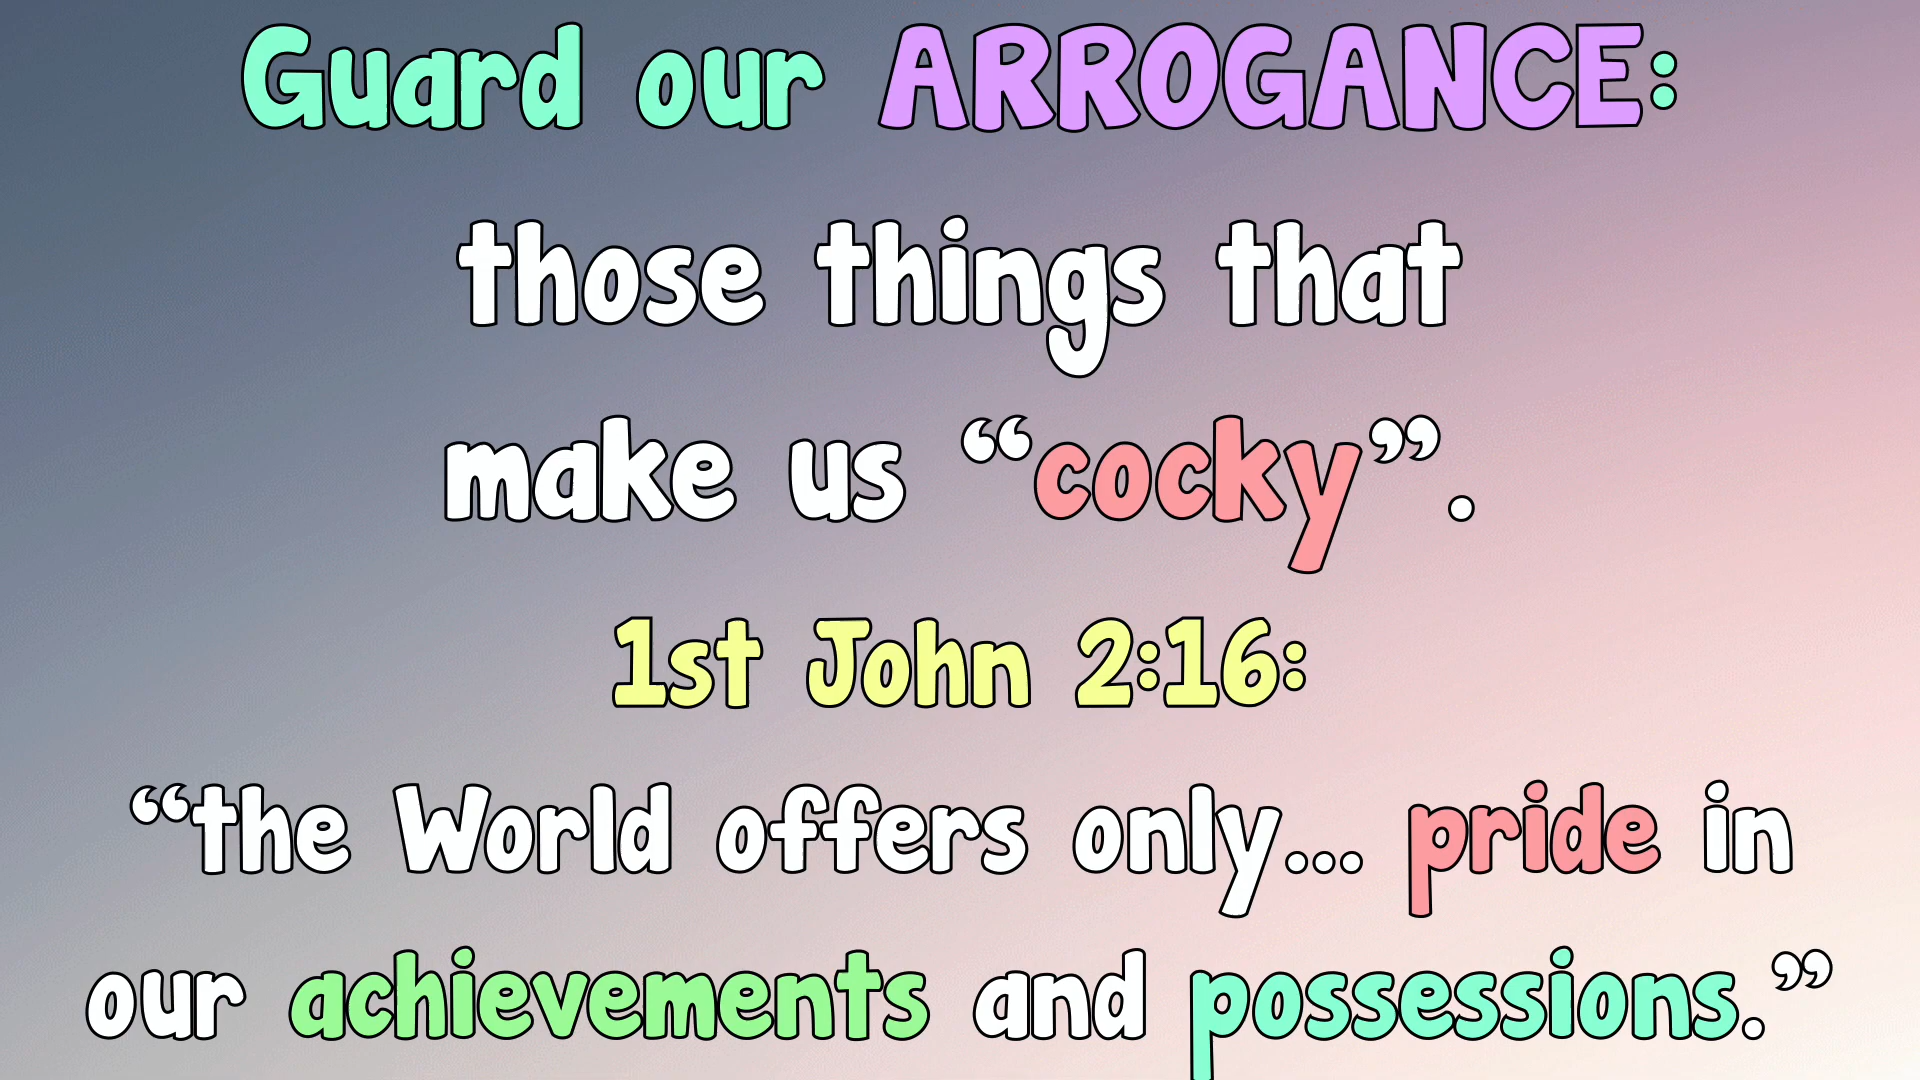 Guard our ARROGANCE:
those things that
make us “cocky”.
1st John 2:16:
“the World offers only... pride in
our achievements and possessions.”